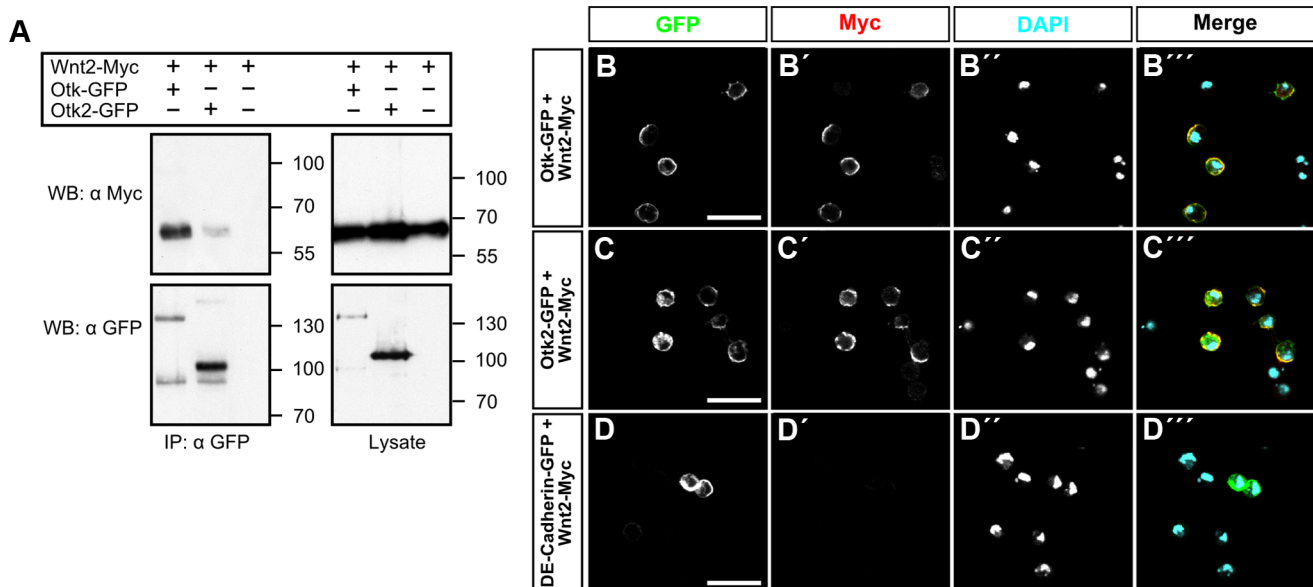 A
Wnt2-Myc + + + + + +
Otk-GFP + – – + – –
Otk2-GFP – + – – + –
WB: α Myc
100
70
55
100
70
55
WB: α GFP
130
100
70
130
100
70
IP: α GFP
Lysate
GFP
Myc
DAPI
Merge
Otk-GFP +
Wnt2-Myc
B
B´
B´´
B´´´
Otk2-GFP +
Wnt2-Myc
C
C´
C´´
C´´´
DE-Cadherin-GFP +
Wnt2-Myc
D
D´
D´´
D´´´